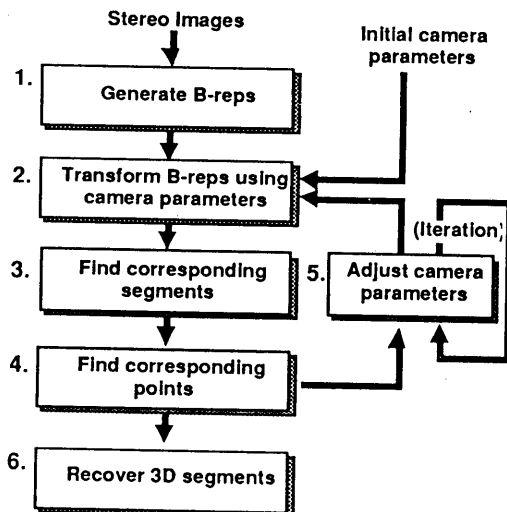 Stereo Images
Initial camera
parameters
1.
Generate B-reps
2.
Transform B-reps using
camera parameters
3.
Find corresponding
segments
(Iteration)
5.
Adjust camera
parameters
4.
Find corresponding
points
6.
Recover 3D segments